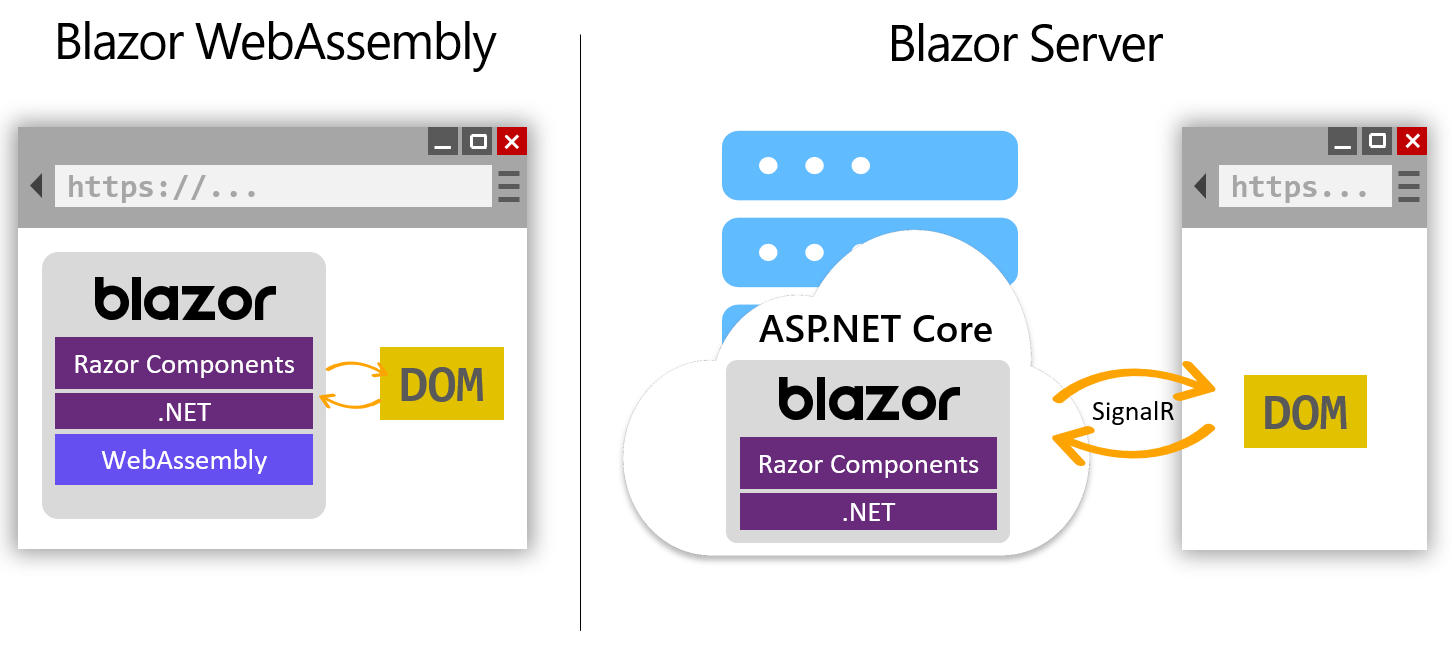 Blazor WebAssembly
https://...
blazor
Razor Components
.NET
WebAssembly
DOM
Blazor Server
ASP.NET Core
blazor
Razor Components
.NET
SignalR
https...
DOM